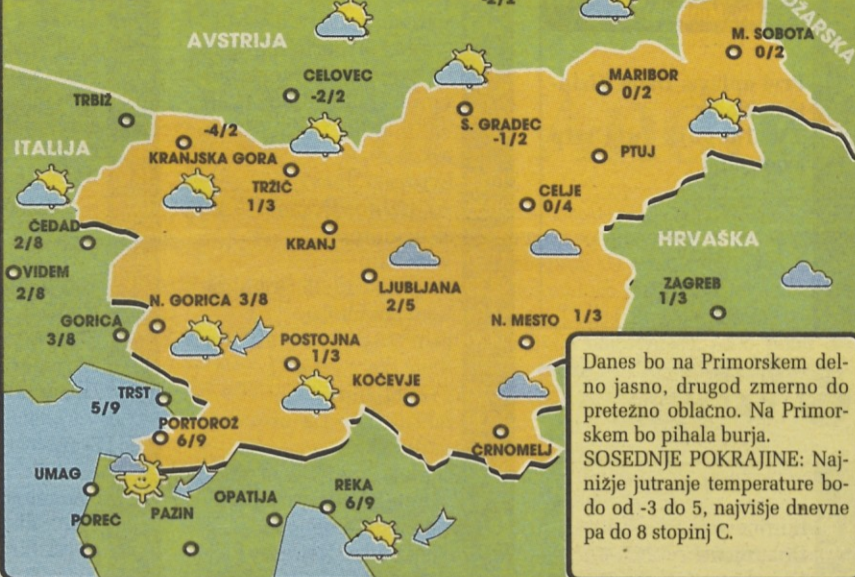 -2/2
OŽARSKA
AVSTRIJA
M. SOBOTA
0/2
CELOVEC
-2/2
MARIBOR
0/2
TRBIŽ
S. GRADEC
-1/2
-4/2
KRANJSKA GORA
ITALIJA
PTUJ
TRŽIČ
1/3
CELJE
0/4
ČEDAD
2/8
KRANJ
HRVAŠKA
VIDEM
2/8
LJUBLJANA
2/5
ZAGREB
1/3
N. GORICA 3/8
GORICA
3/8
N. MESTO 1/3
POSTOJNA
1/3
KOČEVJE
TRST
5/9
PORTOROŽ
6/9
ČRNOMELJ
UMAG
OPATIJA
REKA
6/9
POREČ
PAZIN
Danes bo na Primorskem del-
no jasno, drugod zmerno do
pretežno oblačno. Na Primor-
skem bo pihala burja.
SOSEDNJE POKRAJINE: Naj-
nižje jutranje temperature bo-
do od -3 do 5, najvišje dnevne
pa do 8 stopinj C.